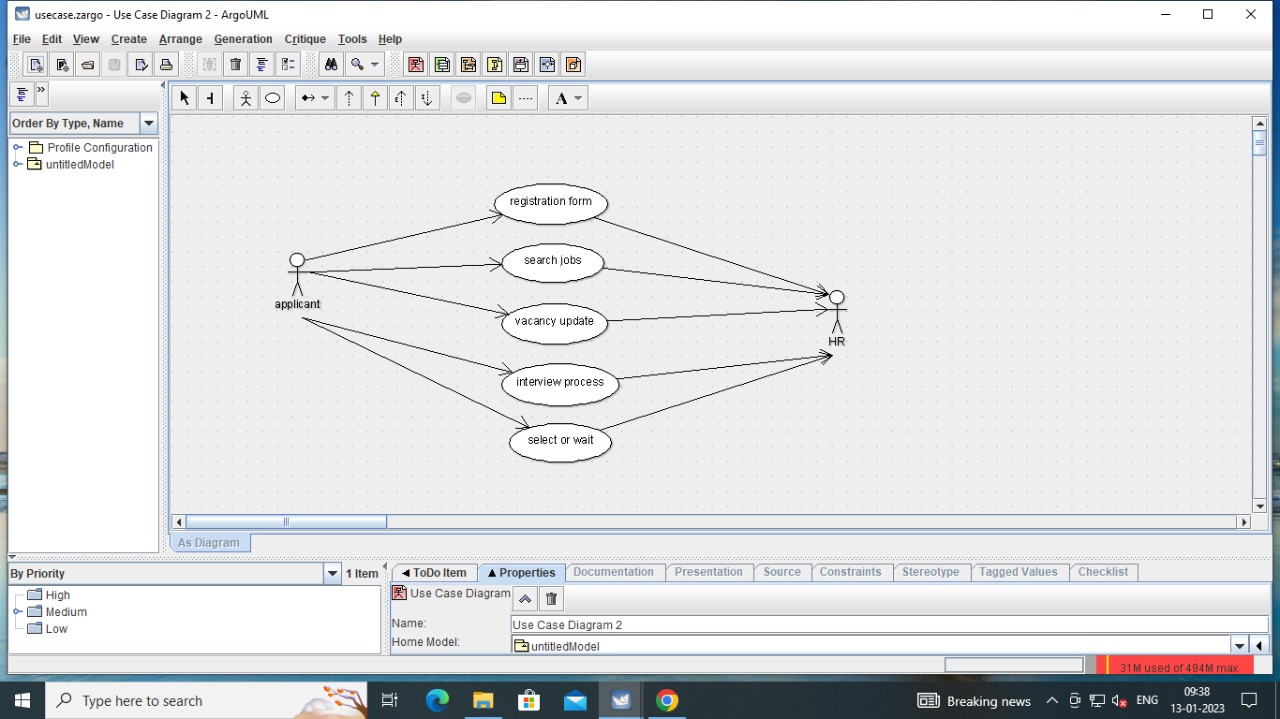 usecase.zargo - Use Case Diagram 2 - ArgoUML
File Edit View Create Arrange Generation Critique Tools Help
Order By Type, Name
Profile Configuration
untitledModel
registration form
search jobs
applicant
vacancy update
HR
interview process
select or wait
As Diagram
By Priority
1 Item
High
Medium
Low
ToDo Item Properties Documentation Presentation Source Constraints Stereotype Tagged Values Checklist
Use Case Diagram
Name: Use Case Diagram 2
Home Model: untitledModel
31M used of 494M max
Type here to search
Breaking news
ENG
09:38
13-01-2023